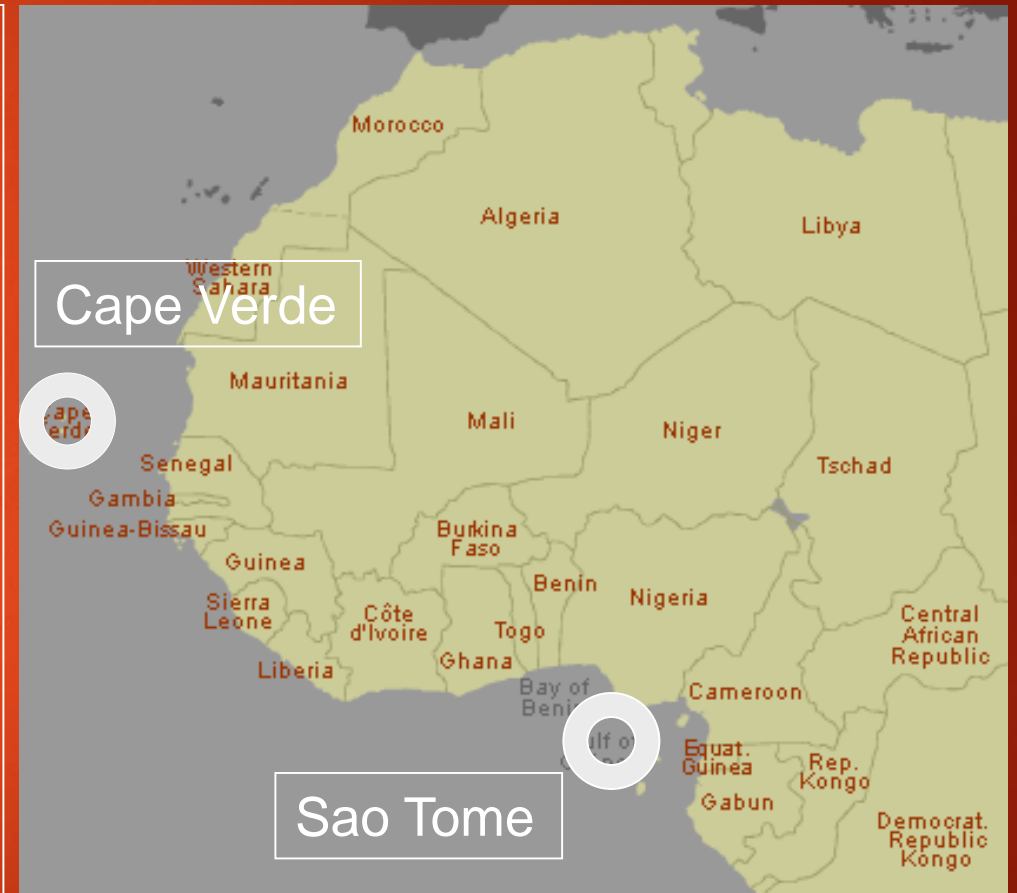 Morocco
Algeria
Libya
Western
Sahara
Cape Verde
Mauritania
Mali
Niger
Tschad
Senegal
Gambia
Guinea-Bissau
Burkina
Faso
Guinea
Benin
Nigeria
Sierra
Leone
Côte
d'Ivoire
Togo
Central
African
Republic
Ghana
Liberia
Bay of
Cameroon
Equat.
Guinea
Rep.
Kongo
Gabun
Sao Tome
Democrat.
Republic
Kongo